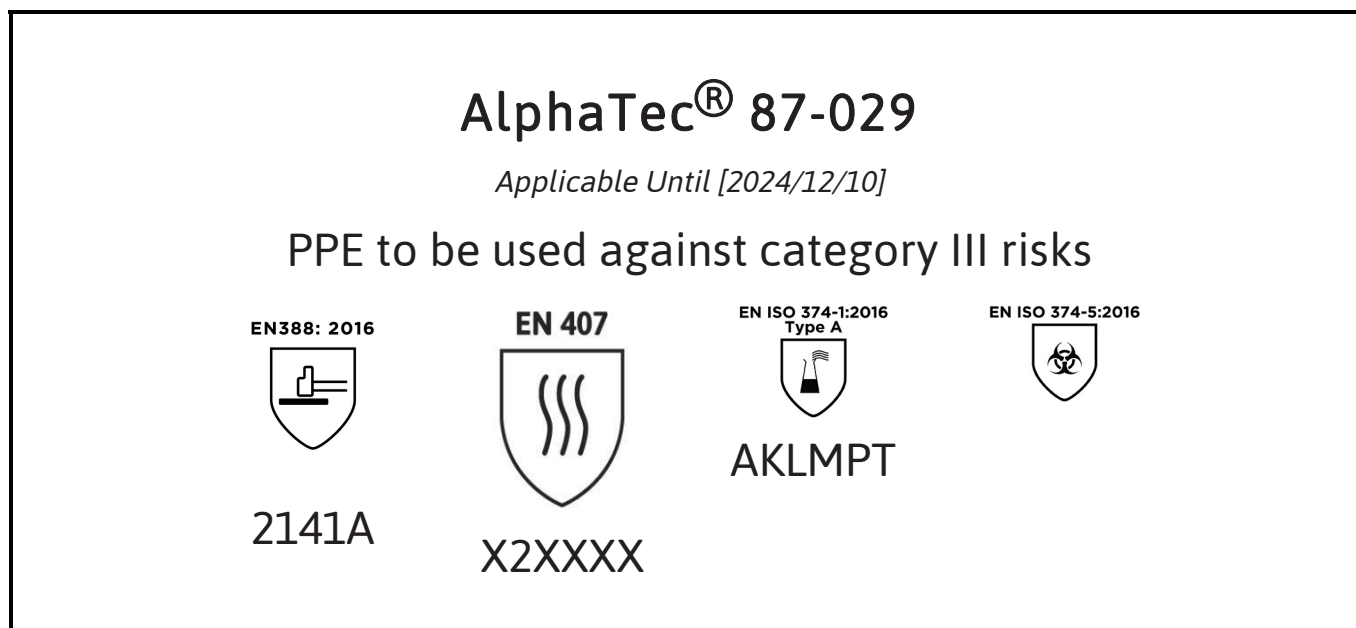 AlphaTec® 87-029
Applicable Until [2024/12/10]
PPE to be used against category III risks
EN388: 2016
2141A
EN 407
X2XXXX
EN ISO 374-1:2016
Type A
AKLMPT
EN ISO 374-5:2016